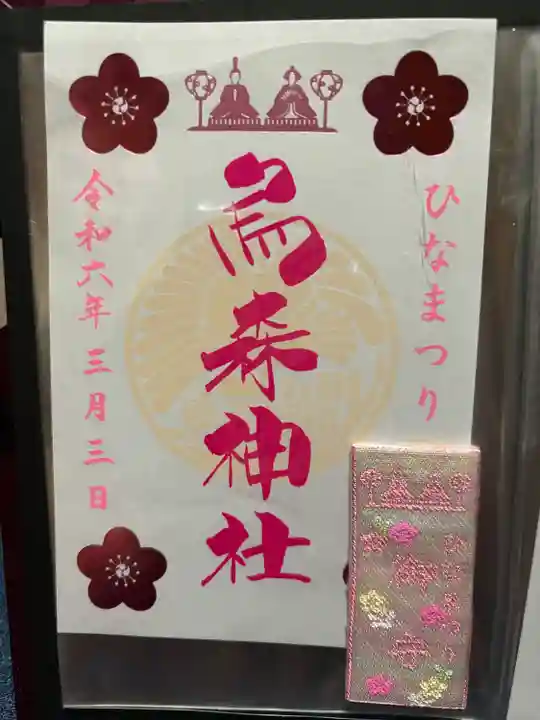 ひなまつり
烏森神社
令和六年三月三日